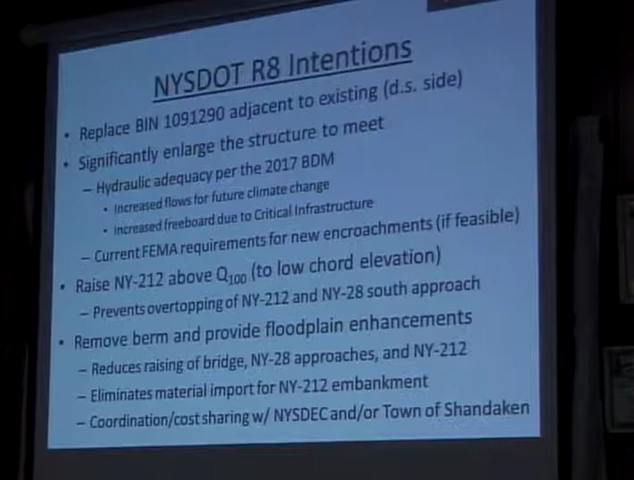 NYSDOT R8 Intentions
• Replace BIN 1091290 adjacent to existing (d.s. side)
• Significantly enlarge the structure to meet
– Hydraulic adequacy per the 2017 BDM
• Increased flows for future climate change
• Increased freeboard due to Critical Infrastructure
– Current FEMA requirements for new encroachments (if feasible)
• Raise NY-212 above Q100 (to low chord elevation)
– Prevents overtopping of NY-212 and NY-28 south approach
• Remove berm and provide floodplain enhancements
– Reduces raising of bridge, NY-28 approaches, and NY-212
– Eliminates material import for NY-212 embankment
– Coordination/cost sharing w/ NYSDEC and/or Town of Shandaken